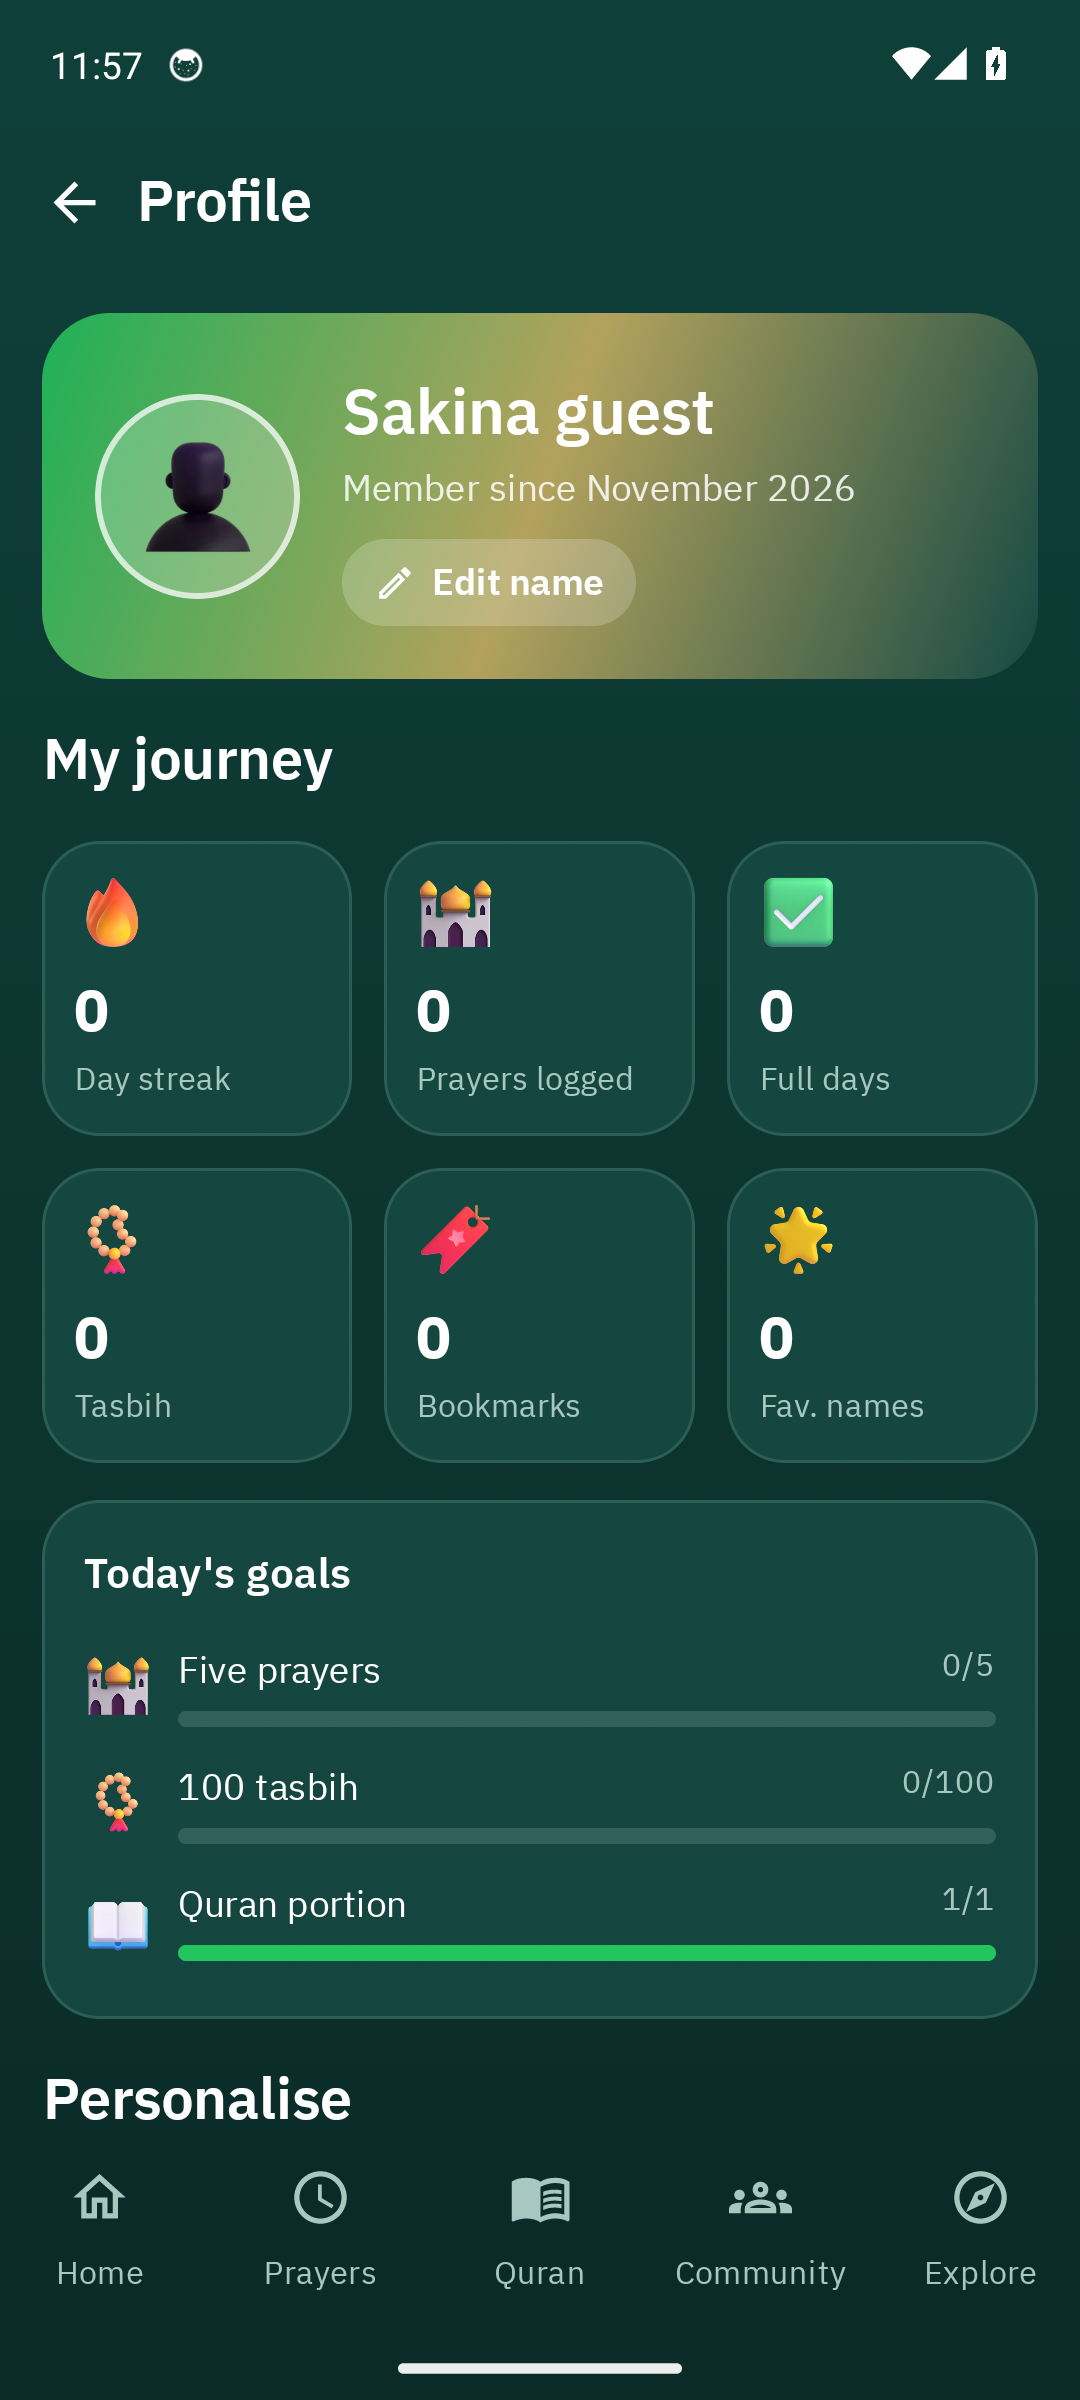 11:57
Profile
Sakina guest
Member since November 2026
Edit name
My journey
0
Day streak
0
Prayers logged
0
Full days
0
Tasbih
0
Bookmarks
0
Fav. names
Today's goals
Five prayers 0/5
100 tasbih 0/100
Quran portion 1/1
Personalise
Home Prayers Quran Community Explore